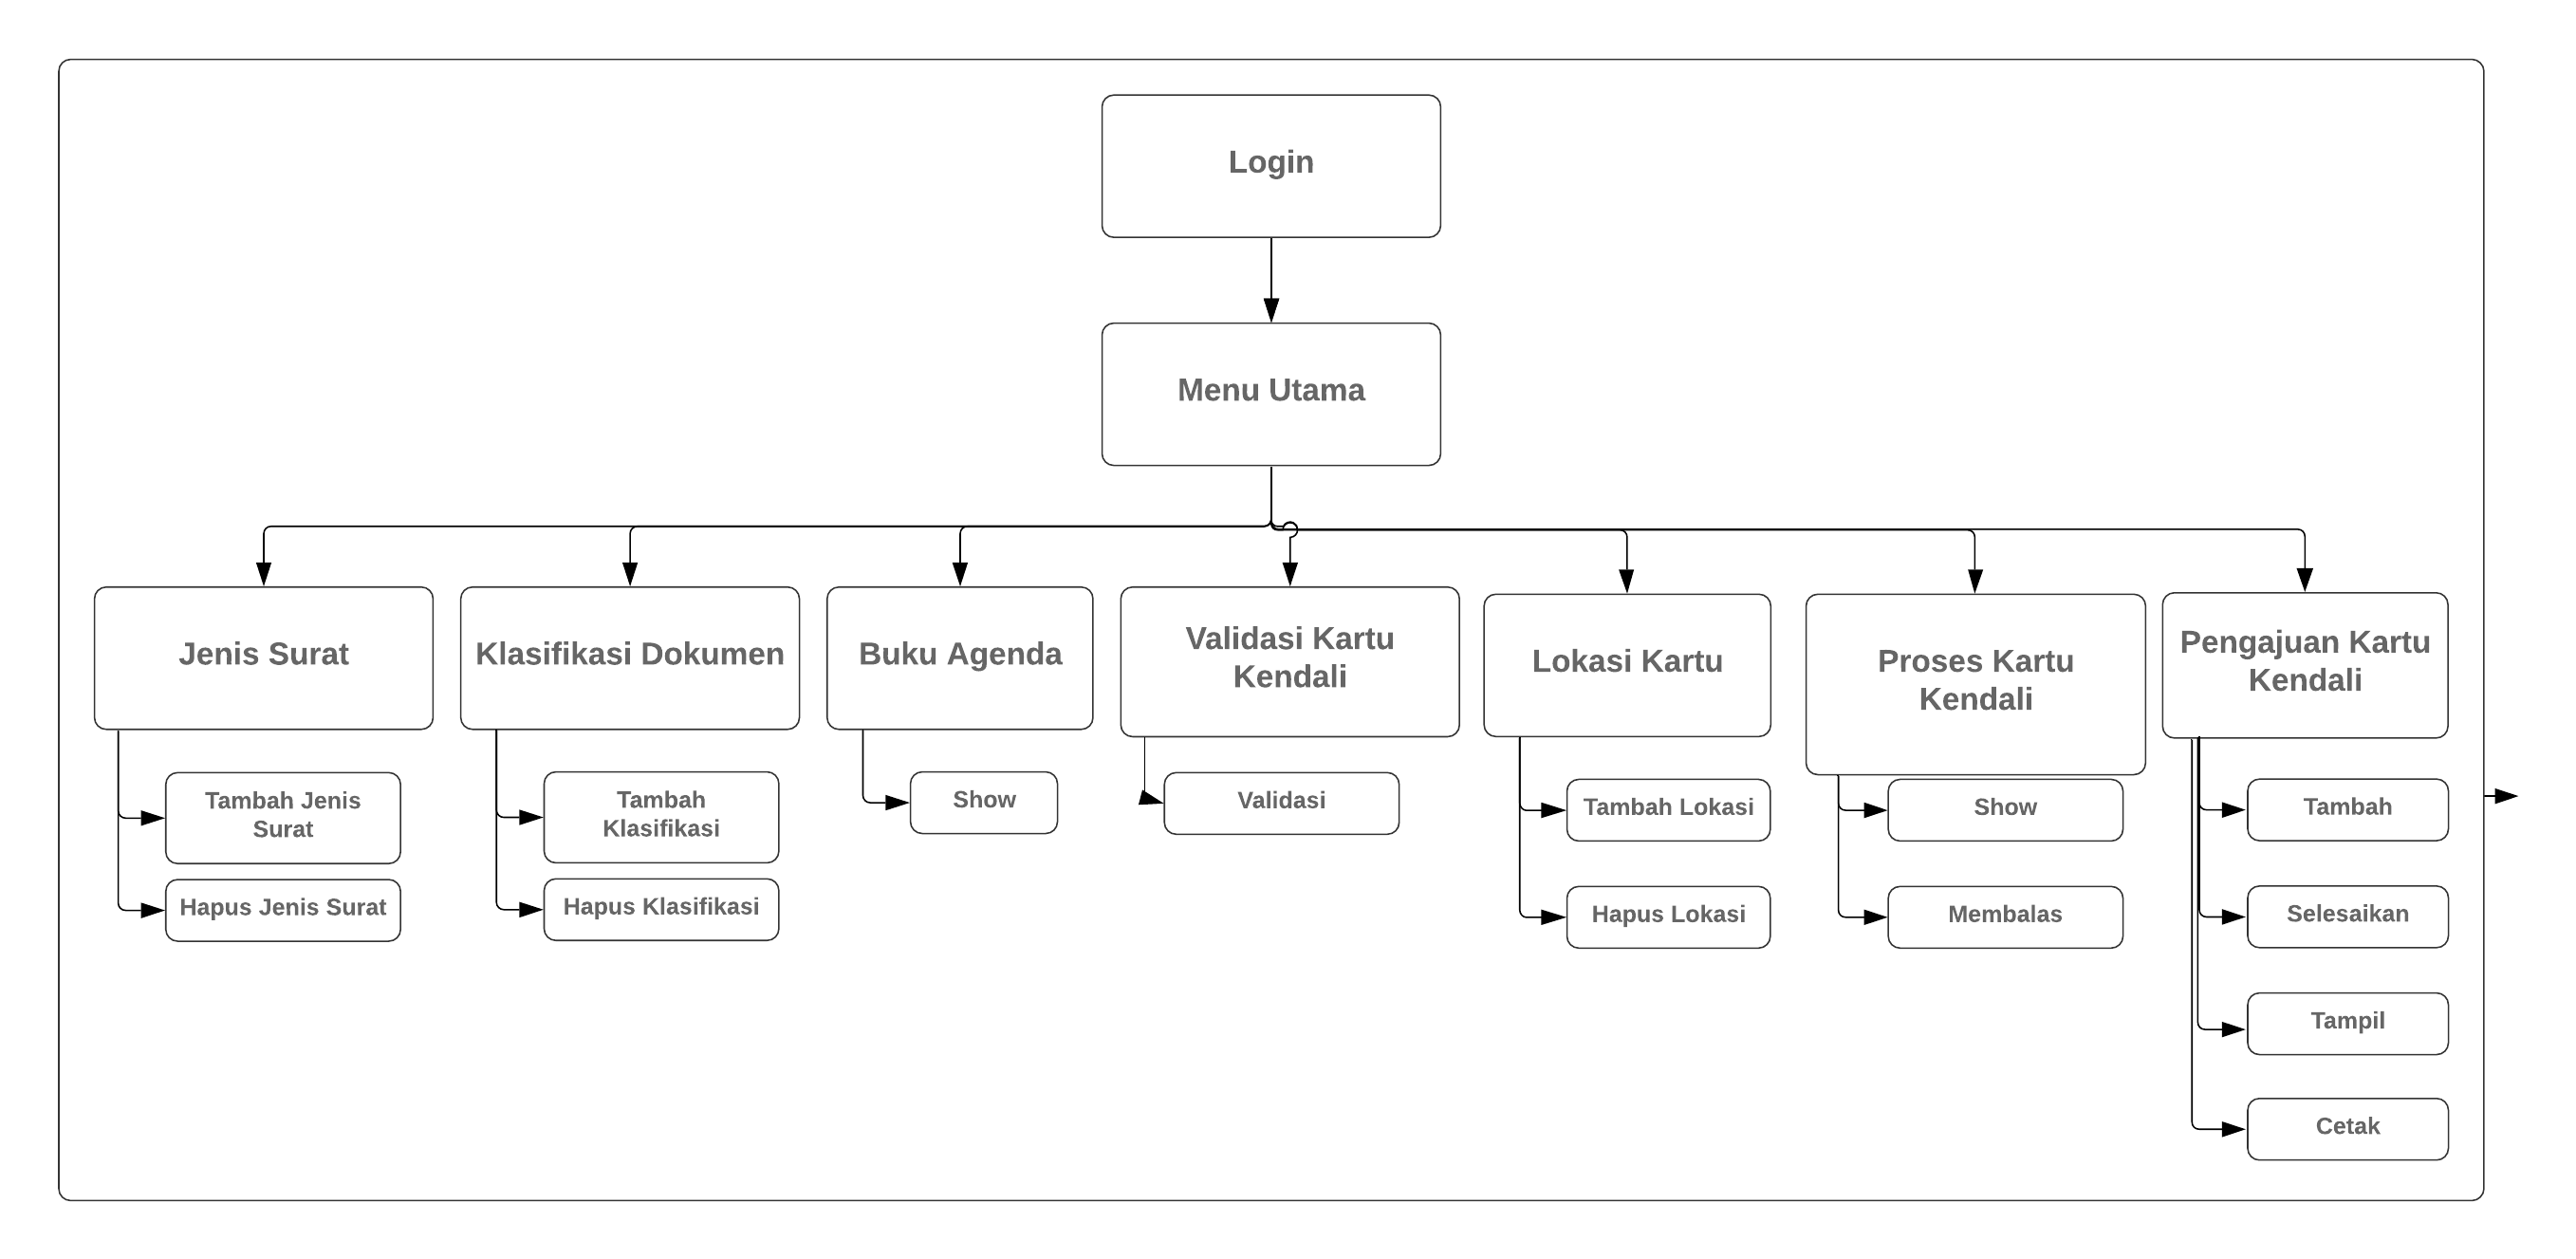 Login
Menu Utama
Jenis Surat
Klasifikasi Dokumen
Buku Agenda
Validasi Kartu
Kendali
Lokasi Kartu
Proses Kartu
Kendali
Pengajuan Kartu
Kendali
Tambah Jenis
Surat
Hapus Jenis Surat
Tambah
Klasifikasi
Hapus Klasifikasi
Show
Validasi
Tambah Lokasi
Hapus Lokasi
Show
Membalas
Tambah
Selesaikan
Tampil
Cetak